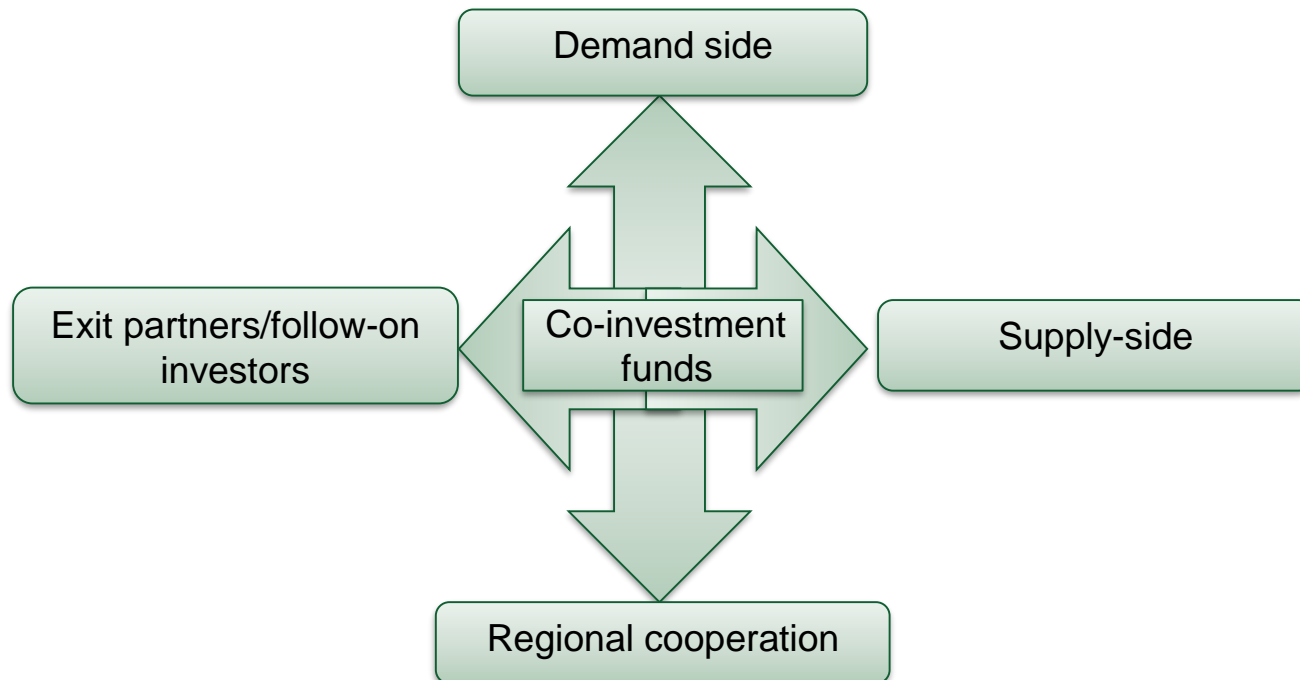 Demand side
Exit partners/follow-on
investors
Co-investment
funds
Supply-side
Regional cooperation